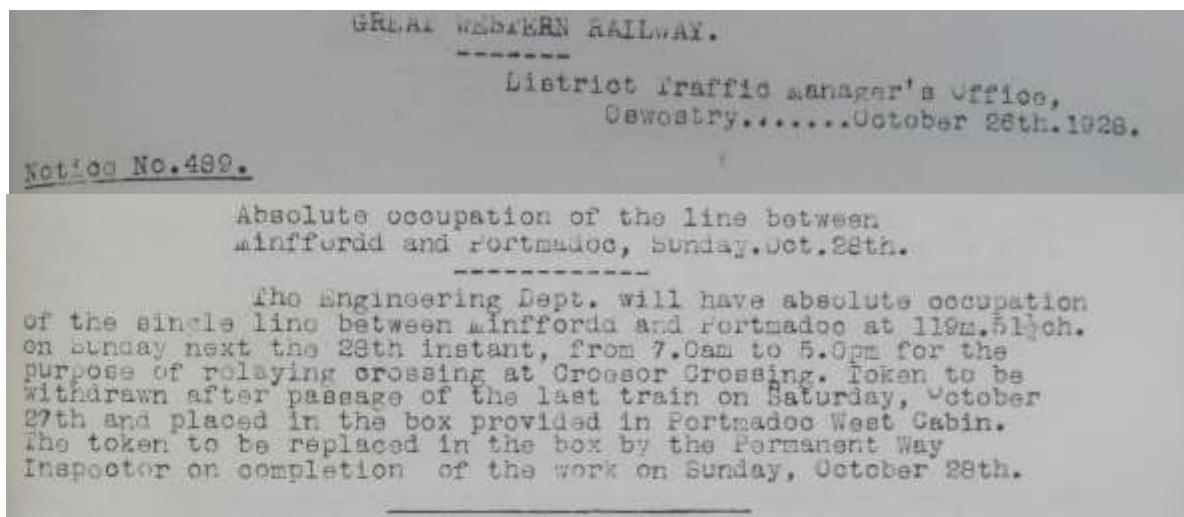 GREAT WESTERN RAILWAY.
District Traffic Manager's Office,
Oswestry.......October 26th.1928.
Notice No.489.
Absolute occupation of the line between
Minffordd and Portmadoc, Sunday.Oct.28th.
The Engineering Dept. will have absolute occupation
of the single line between Minffordd and Portmadoc at 119m.51½ch.
on Sunday next the 28th instant, from 7.0am to 5.0pm for the
purpose of relaying crossing at Croesor Crossing. Token to be
withdrawn after passage of the last train on Saturday, October
27th and placed in the box provided in Portmadoc West Cabin.
The token to be replaced in the box by the Permanent Way
Inspector on completion of the work on Sunday, October 28th.